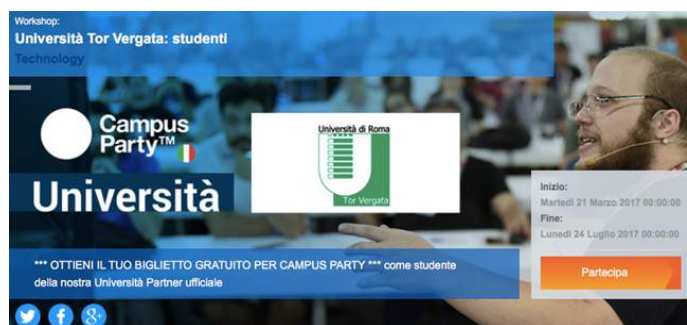 Workshop:
Università Tor Vergata: studenti
Technology
Campus
Party™
Università
Università di Roma
Tor Vergata
Inizio:
Martedì 21 Marzo 2017 00:00:00
Fine:
Lunedì 24 Luglio 2017 00:00:00
Partecipa
*** OTTIENI IL TUO BIGLIETTO GRATUITO PER CAMPUS PARTY *** come studente
della nostra Università Partner ufficiale